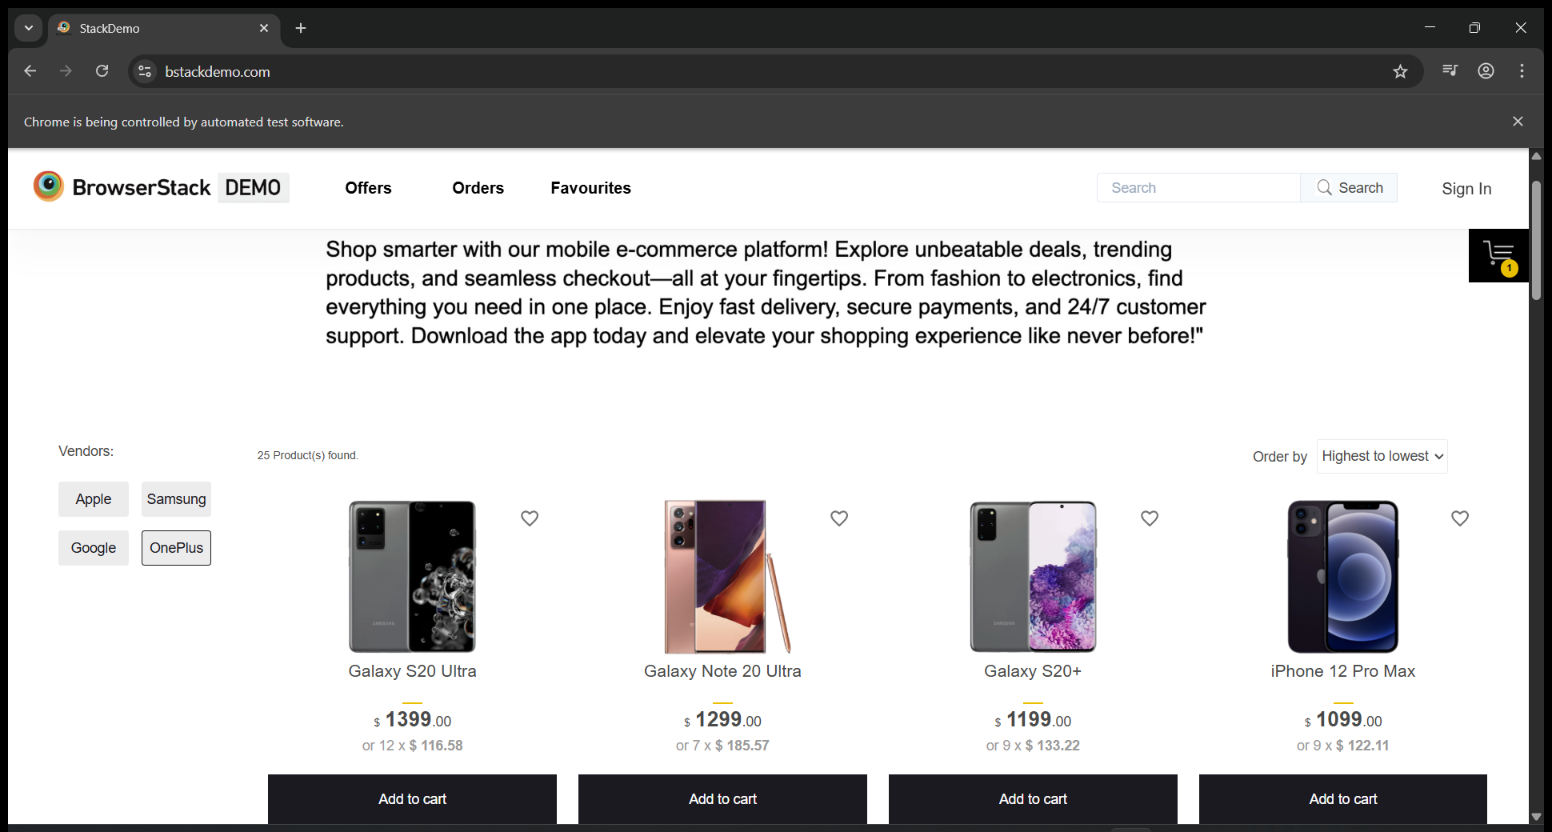 StackDemo
bstackdemo.com
Chrome is being controlled by automated test software.
BrowserStack DEMO Offers Orders Favourites Search Search Sign In
1
Shop smarter with our mobile e-commerce platform! Explore unbeatable deals, trending
products, and seamless checkout—all at your fingertips. From fashion to electronics, find
everything you need in one place. Enjoy fast delivery, secure payments, and 24/7 customer
support. Download the app today and elevate your shopping experience like never before!"
Vendors:
25 Product(s) found.
Order by Highest to lowest
Apple Samsung
Google OnePlus
SAMSUNG
SAMSUNG
Galaxy S20 Ultra Galaxy Note 20 Ultra Galaxy S20+ iPhone 12 Pro Max
$ 1399.00 $ 1299.00 $ 1199.00 $ 1099.00
or 12 x $ 116.58 or 7 x $ 185.57 or 9 x $ 133.22 or 9 x $ 122.11
Add to cart Add to cart Add to cart Add to cart